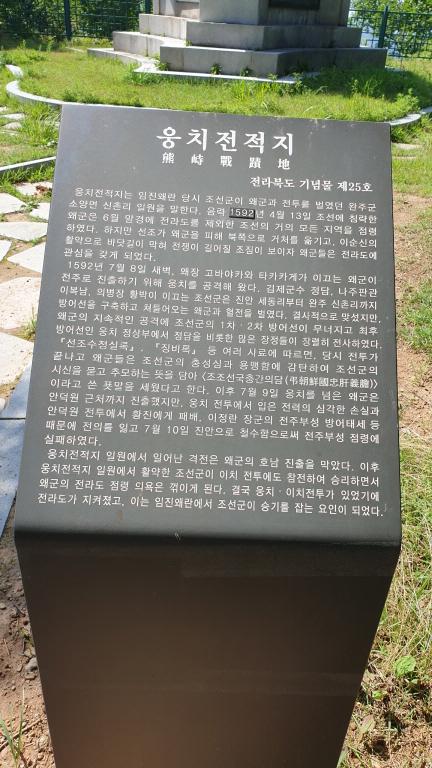 웅치전적지
熊峙戰蹟地
전라북도 기념물 제25호
웅치전적지는 임진왜란 당시 조선군이 왜군과 전투를 벌였던 완주군
소양면 신촌리 일원을 말한다. 음력 1592년 4월 13일 조선에 침략한
왜군은 6월 말경에 전라도를 제외한 조선의 거의 모든 지역을 점령
하였다. 하지만 선조가 왜군을 피해 북쪽으로 거처를 옮기고, 이순신의
활약으로 바닷길이 막혀 전쟁이 길어질 조짐이 보이자 왜군들은 전라도에
관심을 갖게 되었다.
1592년 7월 8일 새벽, 왜장 고바야카와 타카카게가 이끄는 왜군이
전주로 진출하기 위해 웅치를 공격해 왔다. 김제군수 정담, 나주판관
이복남, 의병장 황박이 이끄는 조선군은 진안 세동리부터 완주 신촌리까지
방어선을 구축하고 쳐들어오는 왜군과 혈전을 벌였다. 결사적으로 맞섰지만,
왜군의 지속적인 공격에 조선군의 1차·2차 방어선이 무너지고 최후
방어선인 웅치 정상부에서 정담을 비롯한 많은 장정들이 장렬히 전사하였다.
『선조수정실록』, 『징비록』 등 여러 사료에 따르면, 당시 전투가
끝나고 왜군들은 조선군의 충성심과 용맹함에 감탄하여 조선군의
시신을 묻고 추모하는 뜻을 담아 〈조조선국충간의담(弔朝鮮國忠肝義膽)〉
이라고 쓴 푯말을 세웠다고 한다. 이후 7월 9일 웅치를 넘은 왜군은
안덕원 근처까지 진출했지만, 웅치 전투에서 입은 전력의 심각한 손실과
안덕원 전투에서 황진에게 패배, 이정란 장군의 전주부성 방어태세 등
때문에 전의를 잃고 7월 10일 진안으로 철수함으로써 전주부성 점령에
실패하였다.
웅치전적지 일원에서 일어난 격전은 왜군의 호남 진출을 막았다. 이후
웅치전적지 일원에서 활약한 조선군이 이치 전투에도 참전하여 승리하면서
왜군의 전라도 점령 의욕은 꺾이게 된다. 결국 웅치·이치전투가 있었기에
전라도가 지켜졌고, 이는 임진왜란에서 조선군이 승기를 잡는 요인이 되었다.